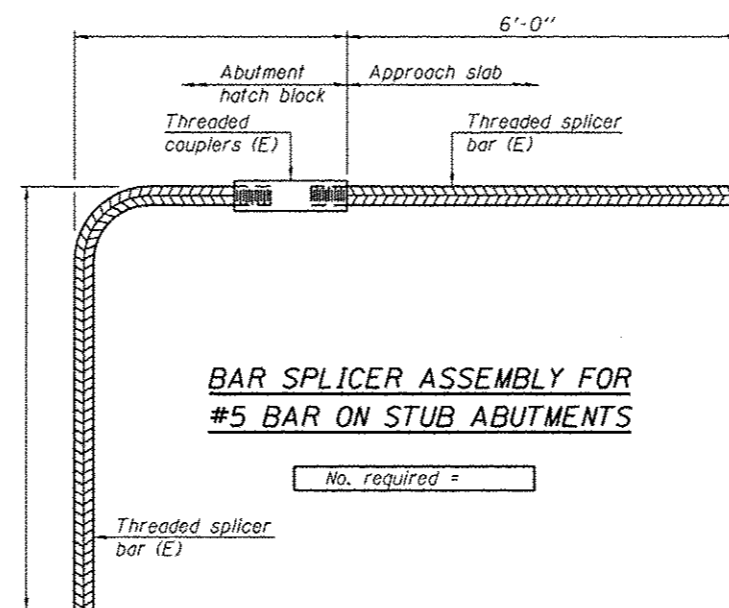 6'-0"
Abutment
hatch block
Approach slab
Threaded
couplers (E)
Threaded splicer
bar (E)
BAR SPLICER ASSEMBLY FOR
#5 BAR ON STUB ABUTMENTS
No. required =
Threaded splicer
bar (E)